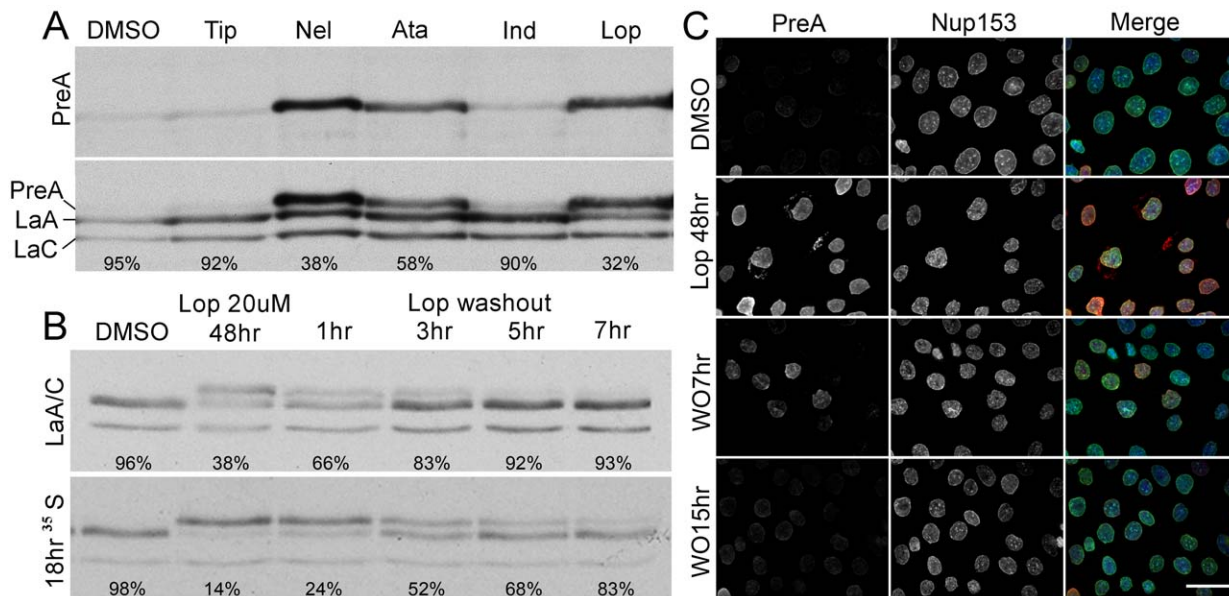 A
DMSO Tip Nel Ata Ind Lop
PreA
PreA
LaA
LaC
95% 92% 38% 58% 90% 32%
B
Lop 20uM Lop washout
DMSO 48hr 1hr 3hr 5hr 7hr
LaA/C
96% 38% 66% 83% 92% 93%
18hr ³⁵S
98% 14% 24% 52% 68% 83%
C
PreA Nup153 Merge
DMSO
Lop 48hr
WO7hr
WO15hr